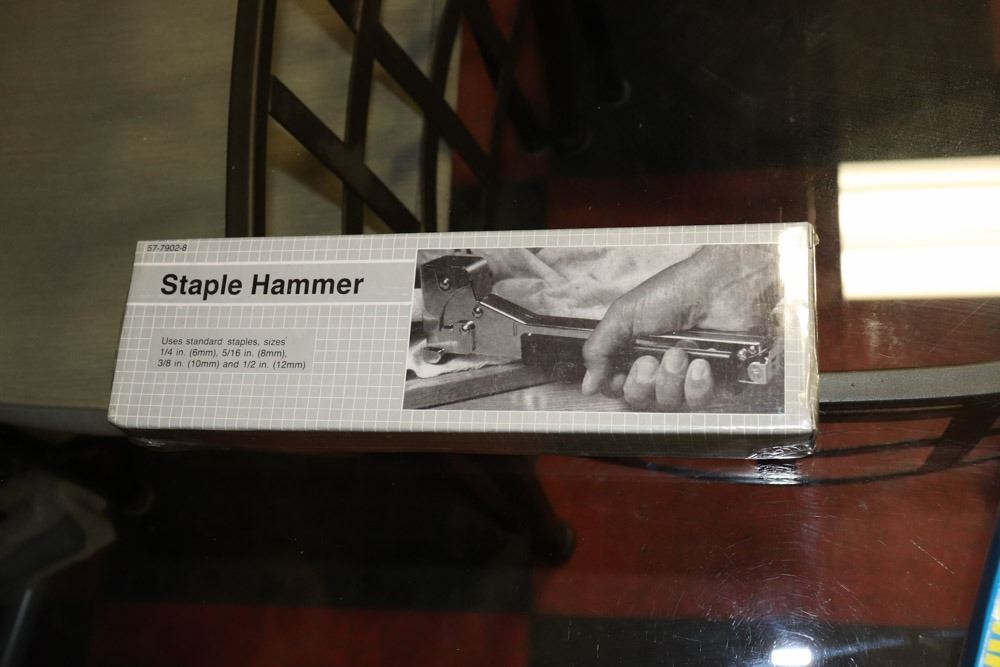 57-7902-8
Staple Hammer
Uses standard staples, sizes
1/4 in. (6mm), 5/16 in. (8mm),
3/8 in. (10mm) and 1/2 in. (12mm)